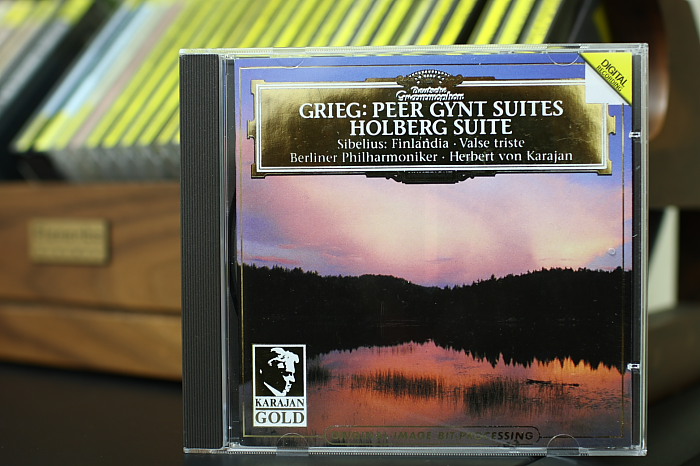 Deutsche
Grammophon
DIGITAL
RECORDING
GRIEG: PEER GYNT SUITES
HOLBERG SUITE
Sibelius: Finlandia · Valse triste
Berliner Philharmoniker · Herbert von Karajan
KARAJAN
GOLD
IMAGE BIT PROCESSING